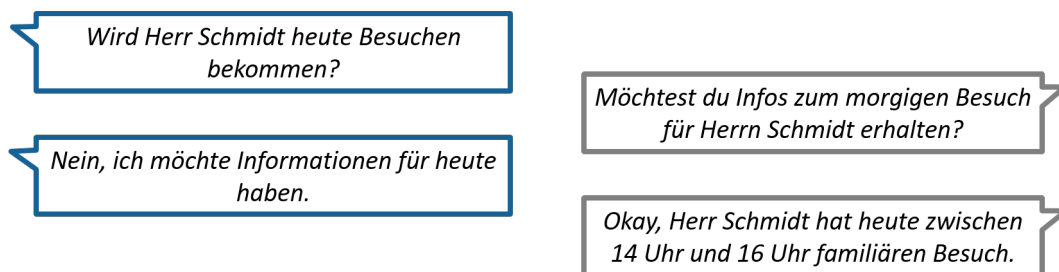 Wird Herr Schmidt heute Besuchen
bekommen?
Möchtest du Infos zum morgigen Besuch
für Herrn Schmidt erhalten?
Nein, ich möchte Informationen für heute
haben.
Okay, Herr Schmidt hat heute zwischen
14 Uhr und 16 Uhr familiären Besuch.